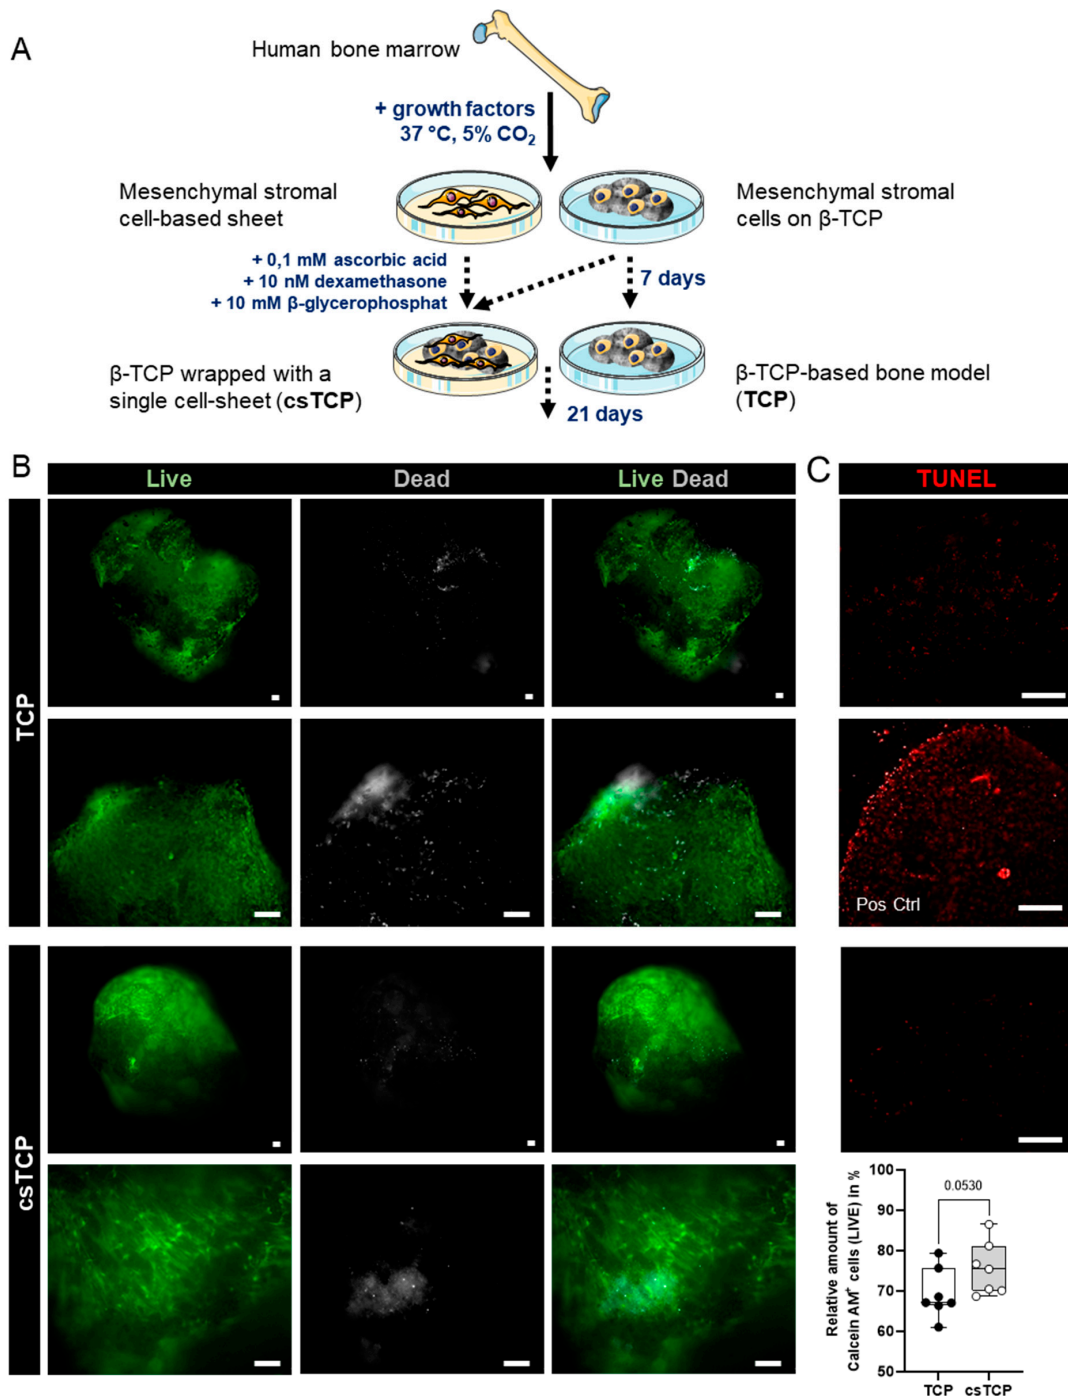 A
Human bone marrow
+ growth factors
37 °C, 5% CO₂
Mesenchymal stromal
cell-based sheet
Mesenchymal stromal
cells on β-TCP
+ 0,1 mM ascorbic acid
+ 10 nM dexamethasone
+ 10 mM β-glycerophosphat
7 days
β-TCP wrapped with a
single cell-sheet (csTCP)
β-TCP-based bone model
(TCP)
21 days
B
Live
Dead
Live Dead
C
TUNEL
TCP
Pos Ctrl
csTCP
Relative amount of
Calcein AM⁺ cells (LIVE) in %
100
90
80
70
60
50
0.0530
TCP
csTCP